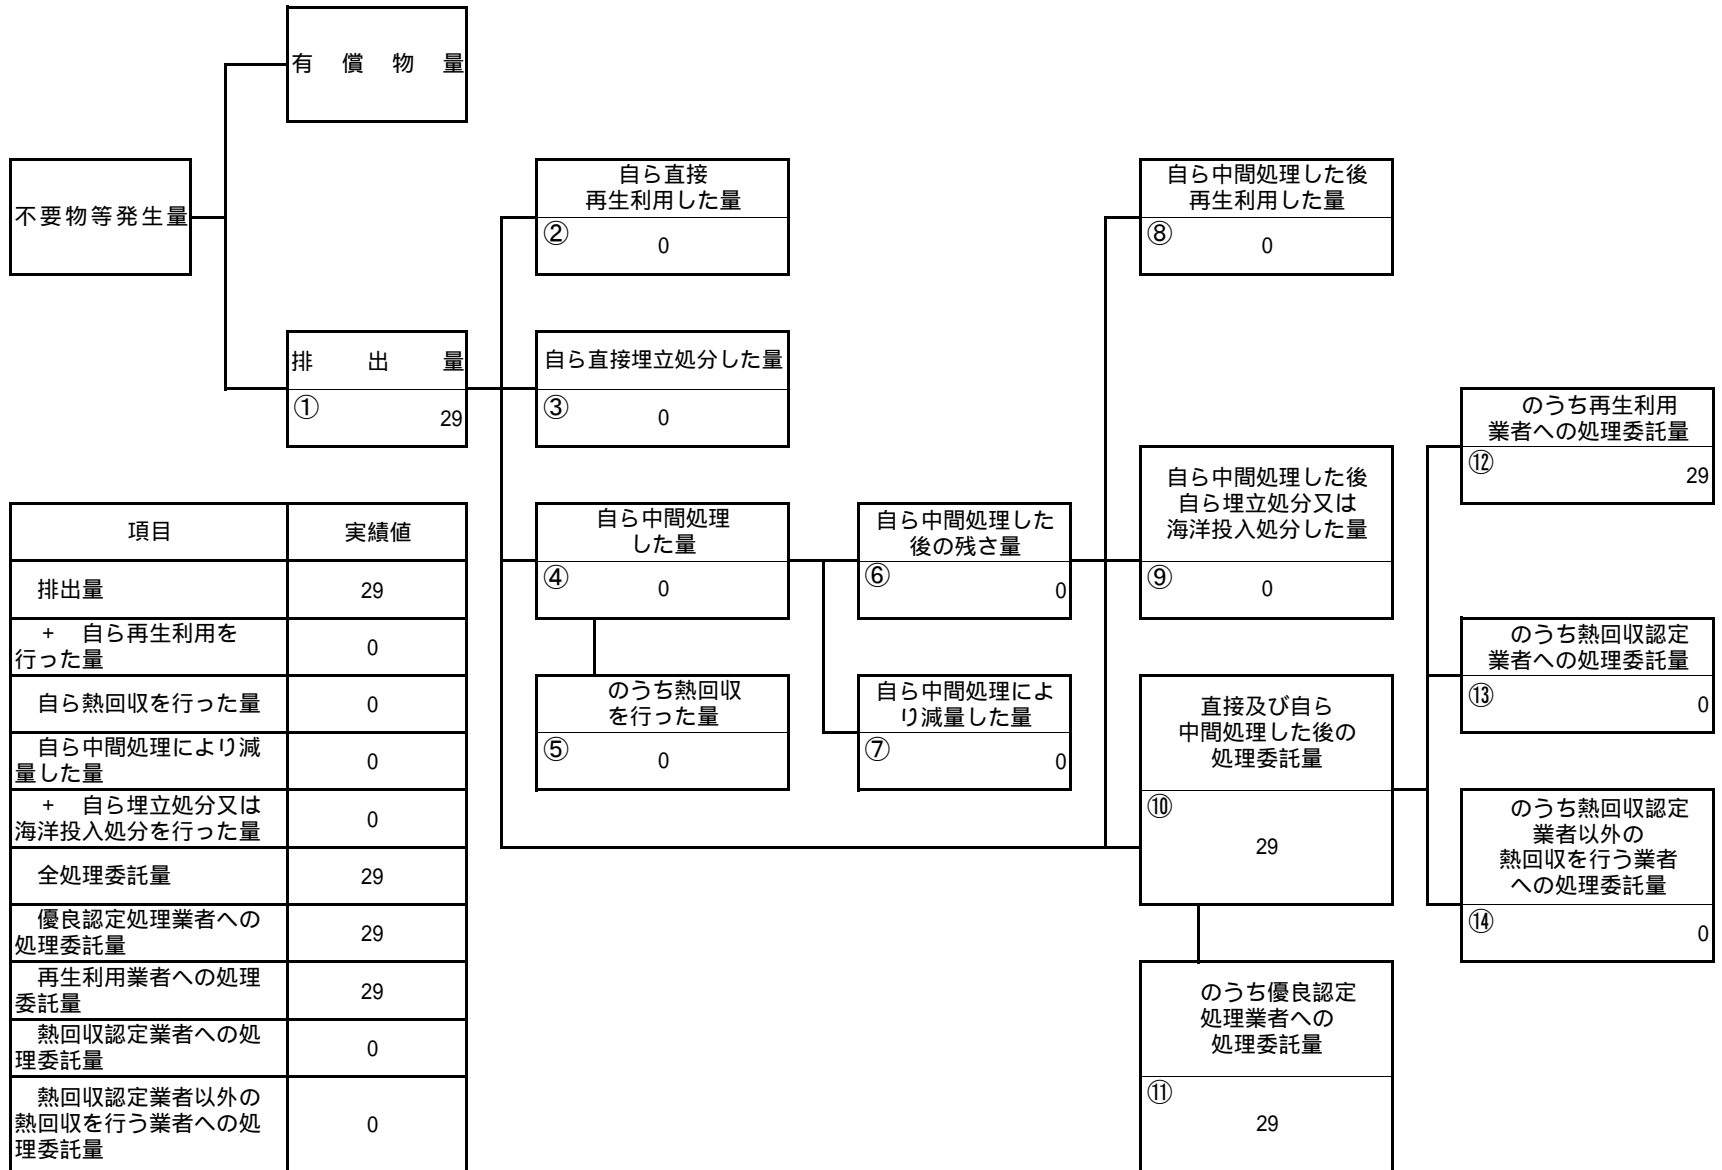 有償物量
不要物等発生量
自ら直接
再生利用した量
②
0
自ら中間処理した後
再生利用した量
⑧
0
排出量
①
29
自ら直接埋立処分した量
③
0
のうち再生利用
業者への処理委託量
⑫
29
自ら中間処理
した量
④
0
自ら中間処理した
後の残さ量
⑥
0
自ら中間処理した後
自ら埋立処分又は
海洋投入処分した量
⑨
0
のうち熱回収認定
業者への処理委託量
⑬
0
のうち熱回収
を行った量
⑤
0
自ら中間処理によ
り減量した量
⑦
0
直接及び自ら
中間処理した後の
処理委託量
⑩
29
のうち熱回収認定
業者以外の
熱回収を行う業者
への処理委託量
⑭
0
のうち優良認定
処理業者への
処理委託量
⑪
29
項目 実績値
排出量 29
+ 自ら再生利用を
行った量 0
自ら熱回収を行った量 0
自ら中間処理により減
量した量 0
+ 自ら埋立処分又は
海洋投入処分を行った量 0
全処理委託量 29
優良認定処理業者への
処理委託量 29
再生利用業者への処理
委託量 29
熱回収認定業者への処
理委託量 0
熱回収認定業者以外の
熱回収を行う業者への処
理委託量 0